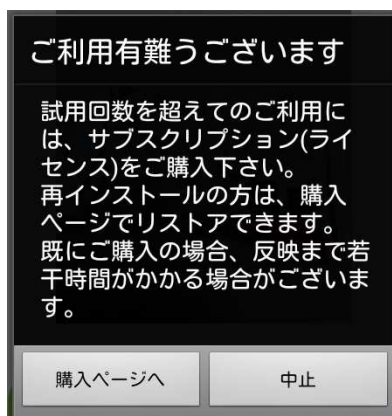 ご利用有難うございます
試用回数を超えてのご利用に
は、サブスクリプション(ライ
センス)をご購入下さい。
再インストールの方は、購入
ページでリストアできます。
既にご購入の場合、反映まで若
干時間がかかる場合がございま
す。
購入ページへ
中止